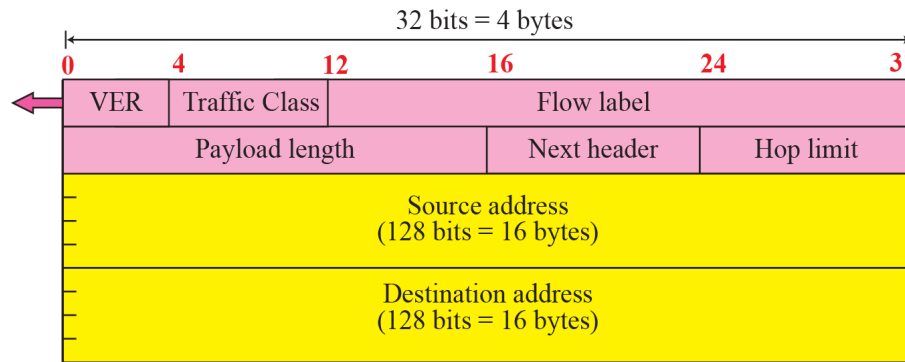 32 bits = 4 bytes
0 4 12 16 24 3
VER Traffic Class Flow label
Payload length Next header Hop limit
Source address
(128 bits = 16 bytes)
Destination address
(128 bits = 16 bytes)